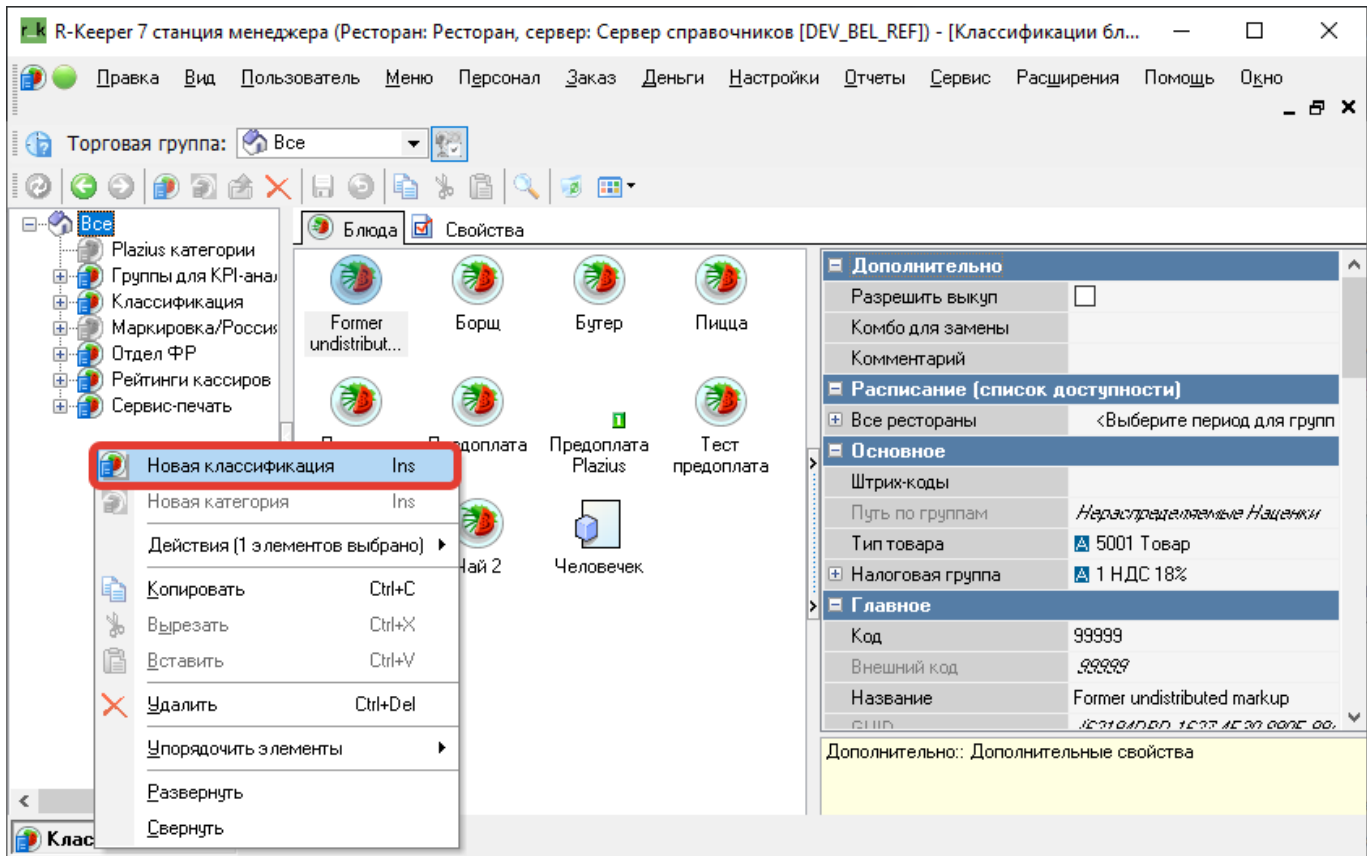 r_k R-Keeper 7 станция менеджера (Ресторан: Ресторан, сервер: Сервер справочников [DEV_BEL_REF]) - [Классификации бл...
Правка Вид Пользователь Меню Персонал Заказ Деньги Настройки Отчеты Сервис Расширения Помощь Окно
Торговая группа: Все
Все
Plazius категории
Группы для KPI-анал
Классификация
Маркировка/Россия
Отдел ФР
Рейтинги кассиров
Сервис-печать
Блюда Свойства
Former undistribut...
Борщ
Бутер
Пицца
Предоплата Plazius
Тест предоплата
Человечек
Новая классификация Ins
Новая категория Ins
Действия (1 элементов выбрано)
Копировать Ctrl+C
Вырезать Ctrl+X
Вставить Ctrl+V
Удалить Ctrl+Del
Упорядочить элементы
Развернуть
Свернуть
Дополнительно
Разрешить выкуп
Комбо для замены
Комментарий
Расписание (список доступности)
Все рестораны <Выберите период для групп
Основное
Штрих-коды
Путь по группам Нераспределяемые Наценки
Тип товара 5001 Товар
Налоговая группа 1 НДС 18%
Главное
Код 99999
Внешний код 99999
Название Former undistributed markup
GUID
Дополнительно:: Дополнительные свойства
Клас